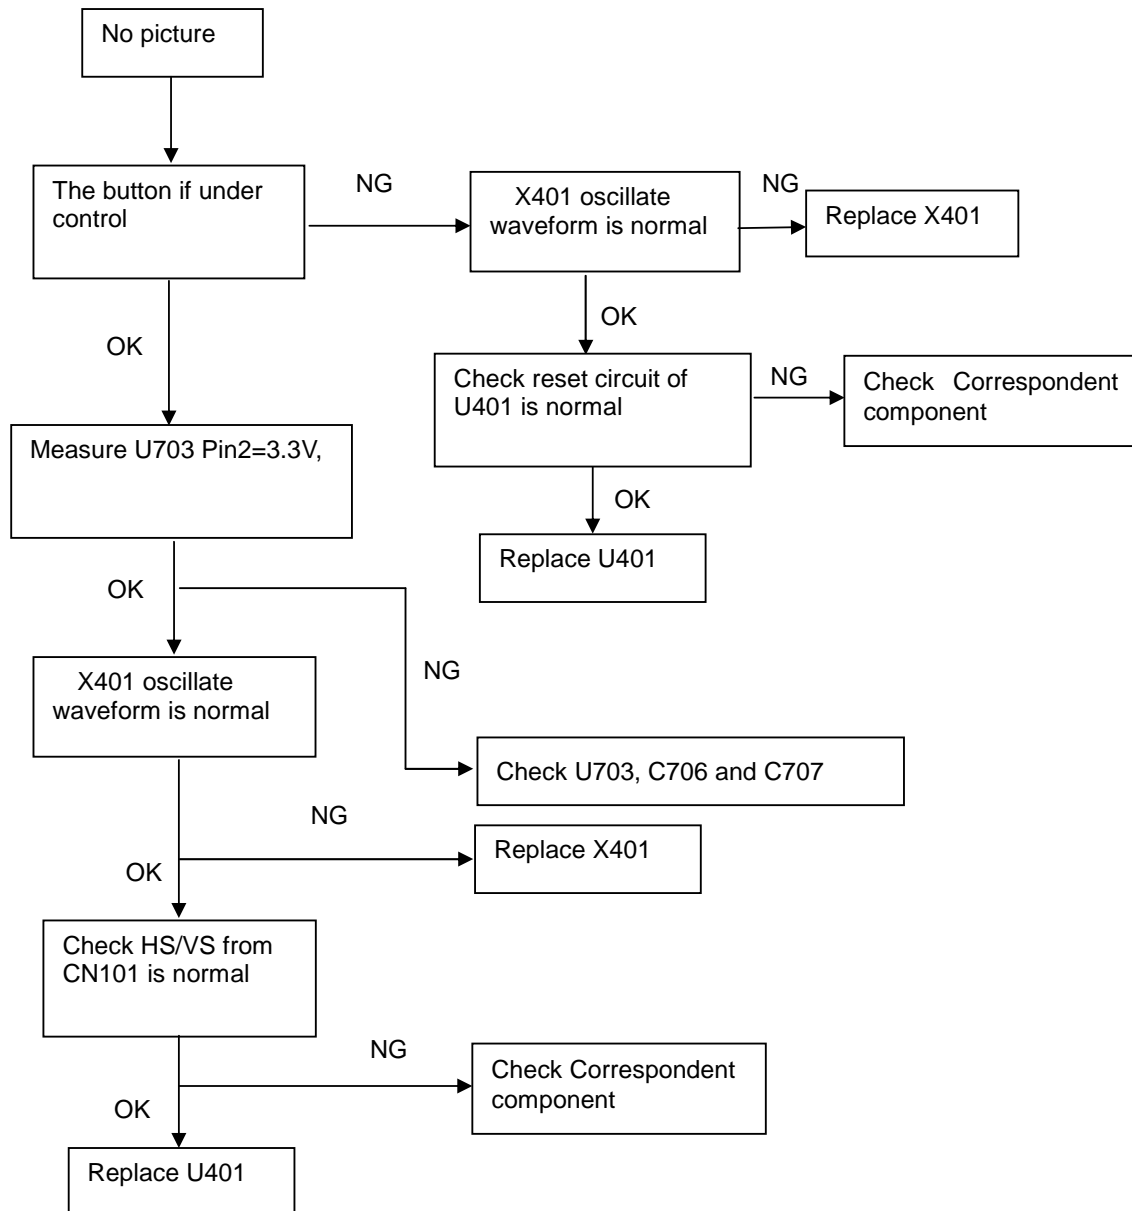 No picture
The button if under
control
NG
X401 oscillate
waveform is normal
NG
Replace X401
OK
OK
Check reset circuit of
U401 is normal
NG
Check Correspondent
component
Measure U703 Pin2=3.3V,
OK
Replace U401
OK
NG
X401 oscillate
waveform is normal
Check U703, C706 and C707
NG
Replace X401
OK
Check HS/VS from
CN101 is normal
NG
Check Correspondent
component
OK
Replace U401